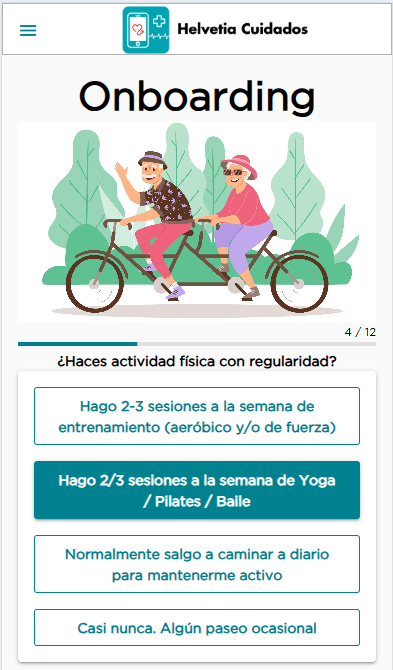 Helvetia Cuidados
Onboarding
4 / 12
¿Haces actividad física con regularidad?
Hago 2-3 sesiones a la semana de
entrenamiento (aeróbico y/o de fuerza)
Hago 2/3 sesiones a la semana de Yoga
/ Pilates / Baile
Normalmente salgo a caminar a diario
para mantenerme activo
Casi nunca. Algún paseo ocasional